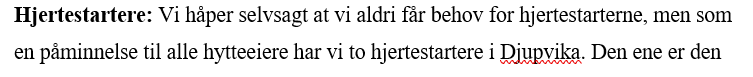 Hjertestartere: Vi håper selvsagt at vi aldri får behov for hjertestarterne, men som
en påminnelse til alle hytteeiere har vi to hjertestartere i Djupvika. Den ene er den